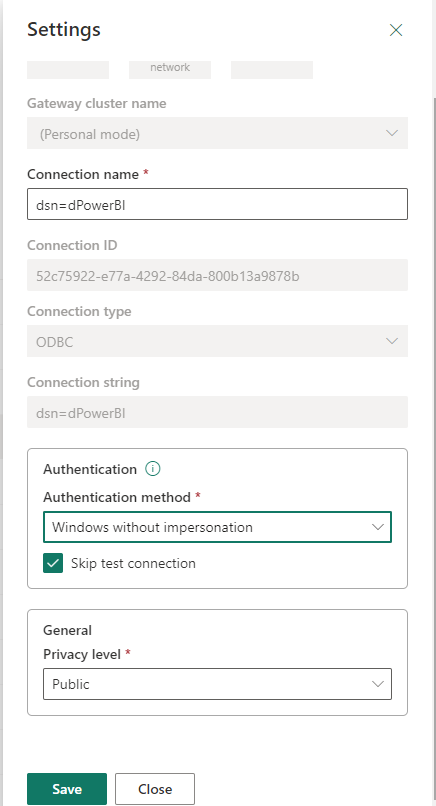 Settings
network
Gateway cluster name
(Personal mode)
Connection name *
dsn=dPowerBI
Connection ID
52c75922-e77a-4292-84da-800b13a9878b
Connection type
ODBC
Connection string
dsn=dPowerBI
Authentication
Authentication method *
Windows without impersonation
Skip test connection
General
Privacy level *
Public
Save Close